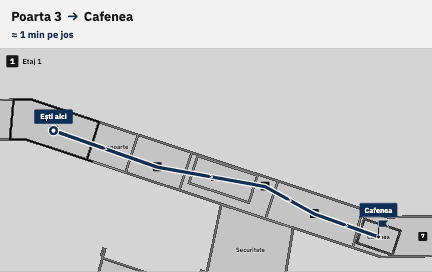 Poarta 3 → Cafenea
≈ 1 min pe jos
1 Etaj 1
Ești aici
Cafenea
7
Securitate